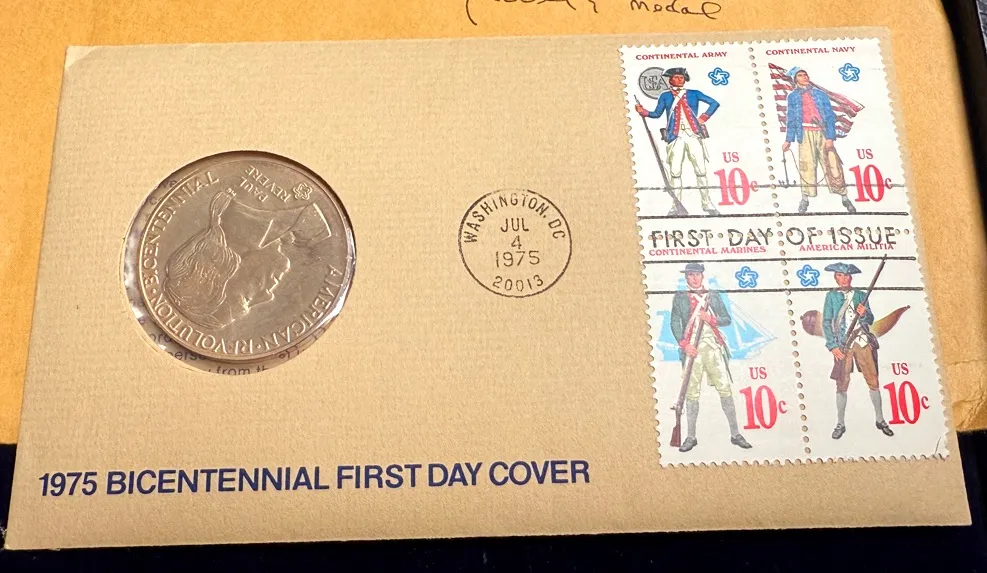 Medal
AMERICAN·REVOLUTION·BICENTENNIAL
PAUL
REVERE
from
WASHINGTON, DC
JUL
4
1975
20013
CONTINENTAL ARMY
US
10c
CONTINENTAL NAVY
US
10c
FIRST DAY OF ISSUE
CONTINENTAL MARINES
US
10c
AMERICAN MILITIA
US
10c
1975 BICENTENNIAL FIRST DAY COVER